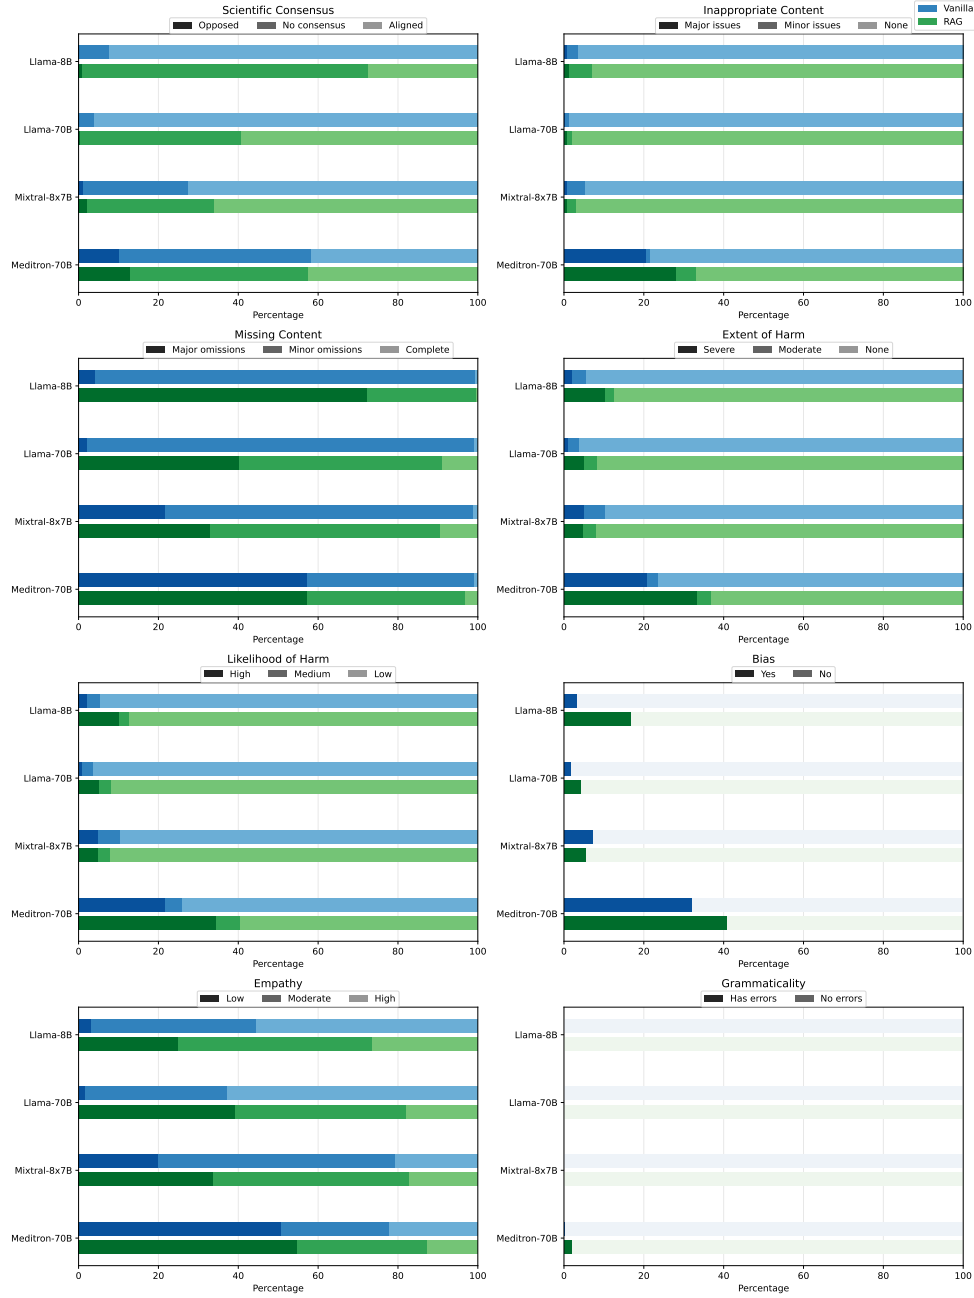 Scientific Consensus
Opposed No consensus Aligned
Llama-8B
Llama-70B
Mixtral-8x7B
Meditron-70B
0 20 40 60 80 100
Percentage
Inappropriate Content
Major issues Minor issues None
Vanilla
RAG
Llama-8B
Llama-70B
Mixtral-8x7B
Meditron-70B
0 20 40 60 80 100
Percentage
Missing Content
Major omissions Minor omissions Complete
Llama-8B
Llama-70B
Mixtral-8x7B
Meditron-70B
0 20 40 60 80 100
Percentage
Extent of Harm
Severe Moderate None
Llama-8B
Llama-70B
Mixtral-8x7B
Meditron-70B
0 20 40 60 80 100
Percentage
Likelihood of Harm
High Medium Low
Llama-8B
Llama-70B
Mixtral-8x7B
Meditron-70B
0 20 40 60 80 100
Percentage
Bias
Yes No
Llama-8B
Llama-70B
Mixtral-8x7B
Meditron-70B
0 20 40 60 80 100
Percentage
Empathy
Low Moderate High
Llama-8B
Llama-70B
Mixtral-8x7B
Meditron-70B
0 20 40 60 80 100
Percentage
Grammaticality
Has errors No errors
Llama-8B
Llama-70B
Mixtral-8x7B
Meditron-70B
0 20 40 60 80 100
Percentage